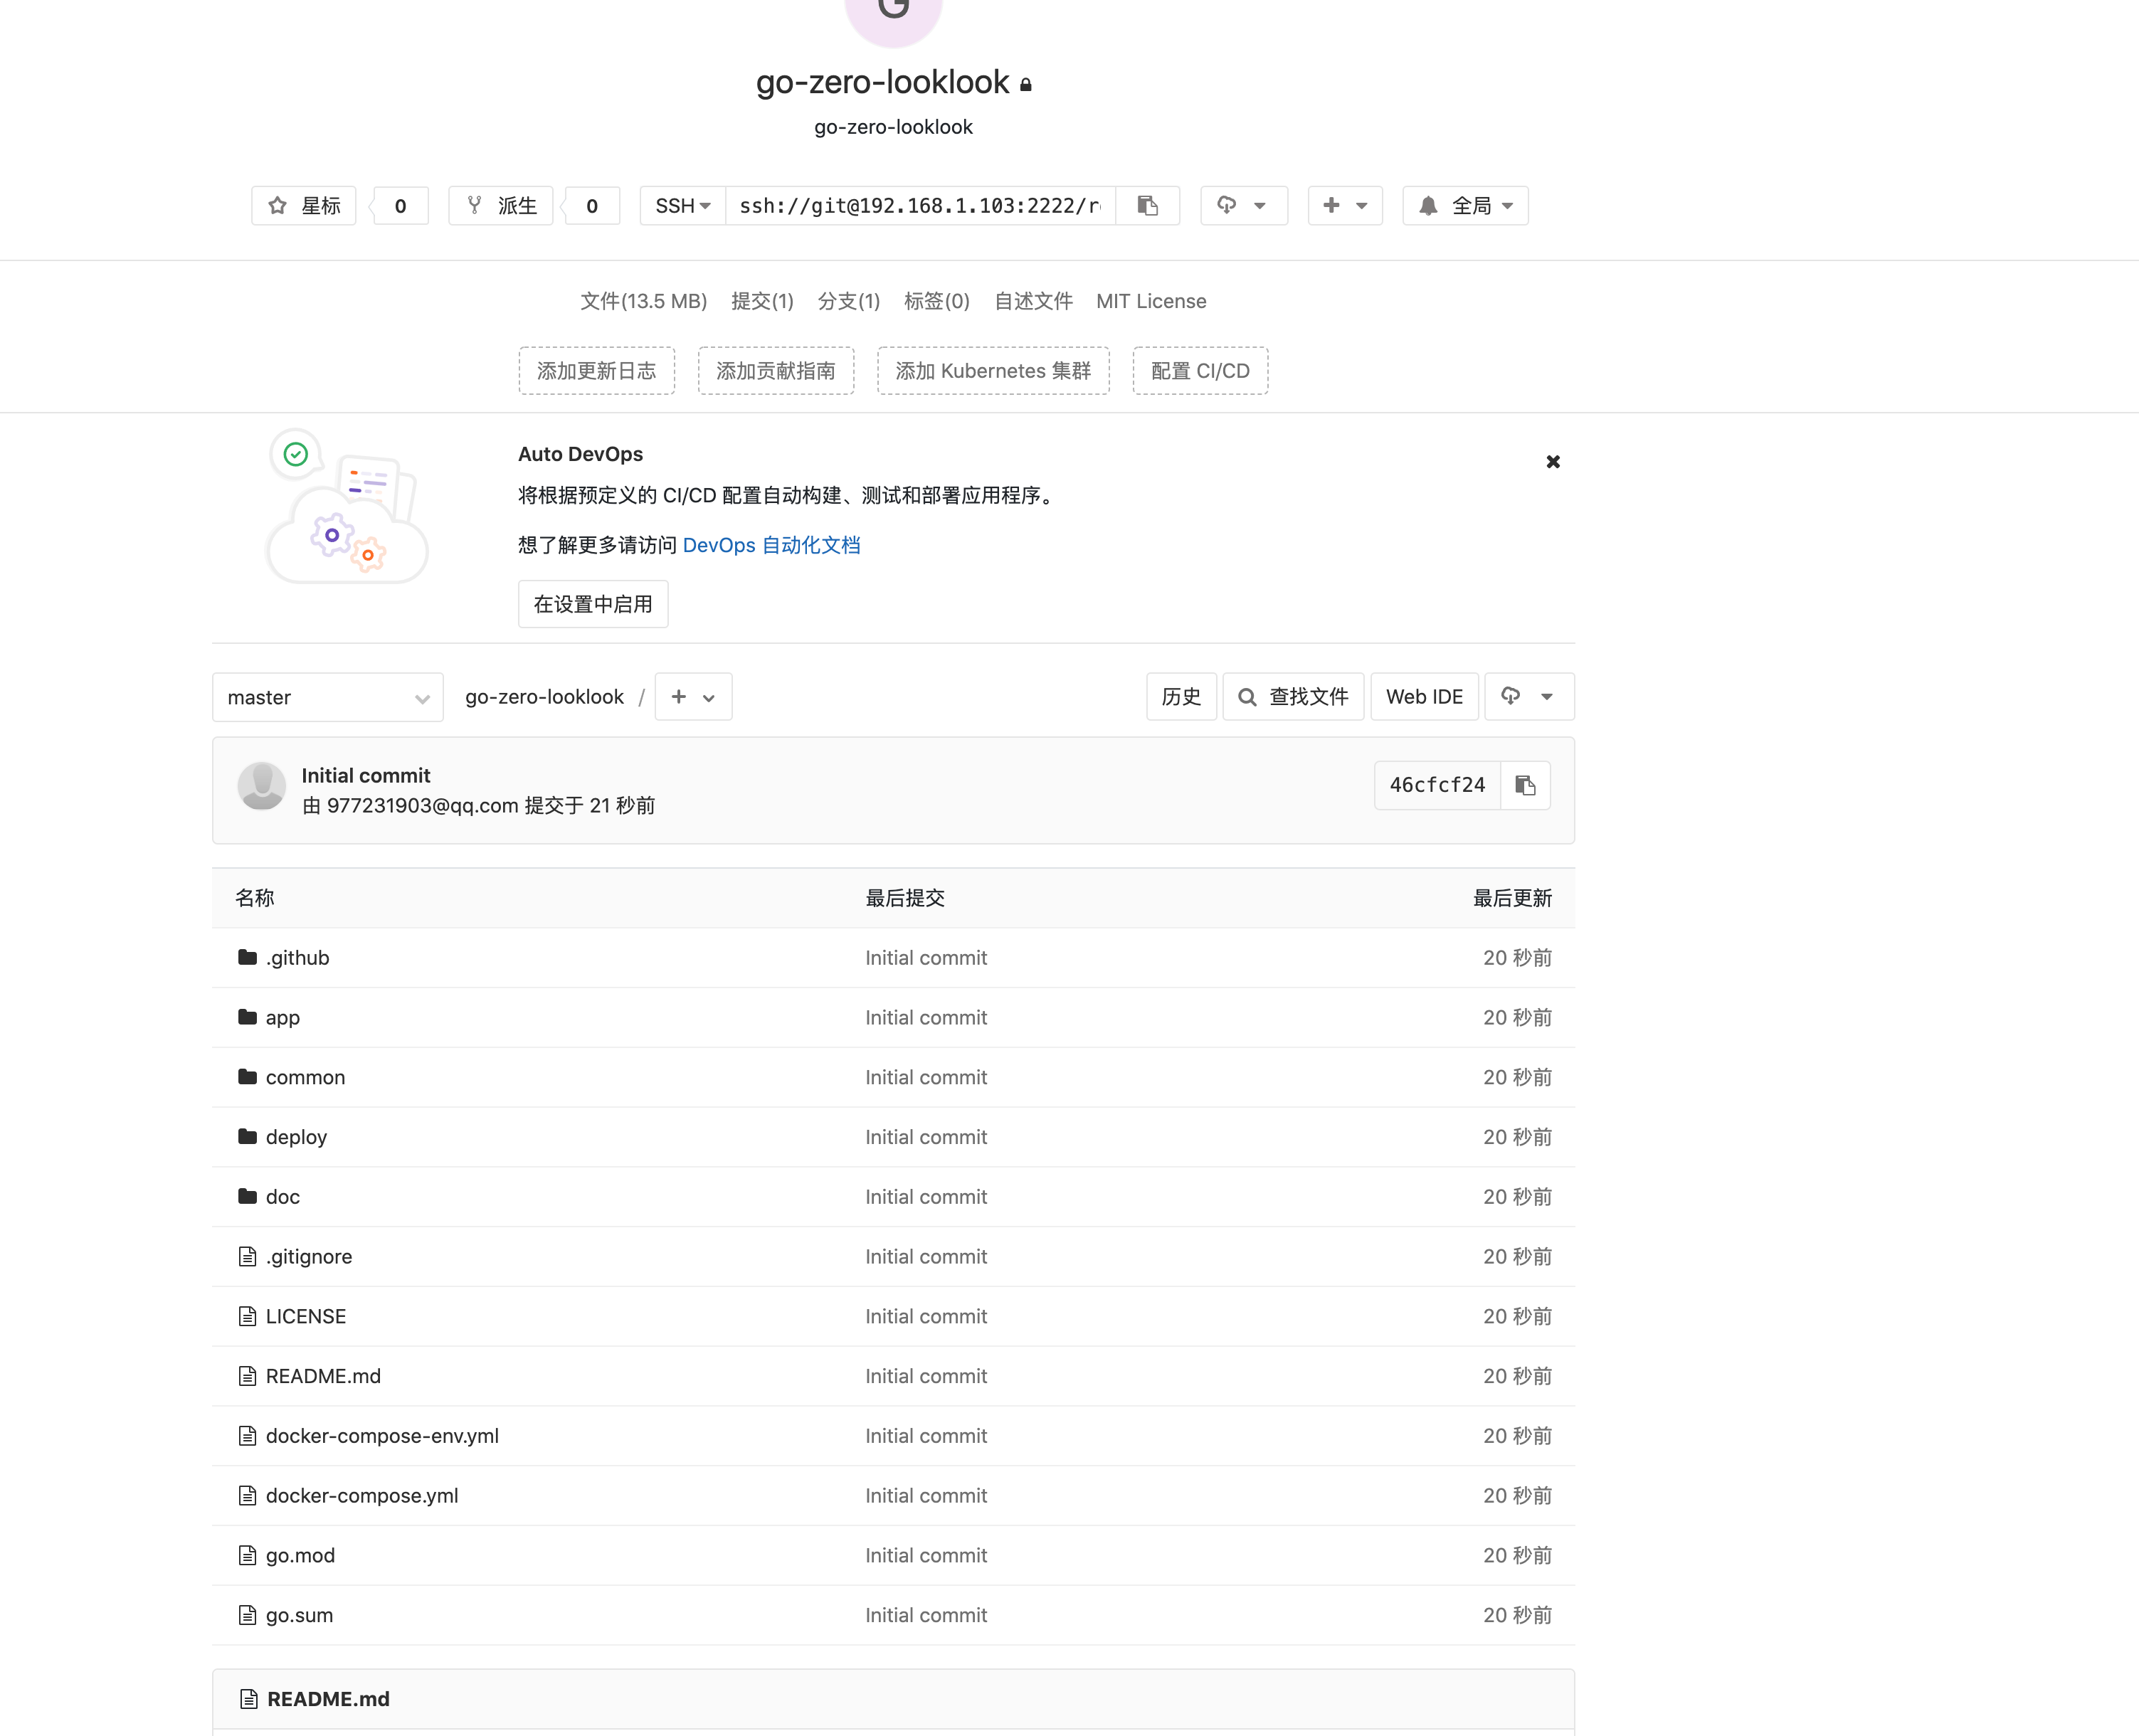 G
go-zero-looklook
go-zero-looklook
星标 0 派生 0 SSH ssh://git@192.168.1.103:2222/r 全局
文件(13.5 MB) 提交(1) 分支(1) 标签(0) 自述文件 MIT License
添加更新日志 添加贡献指南 添加 Kubernetes 集群 配置 CI/CD
Auto DevOps
将根据预定义的 CI/CD 配置自动构建、测试和部署应用程序。
想了解更多请访问 DevOps 自动化文档
在设置中启用
master go-zero-looklook / + 历史 查找文件 Web IDE
Initial commit
由 977231903@qq.com 提交于 21 秒前
46cfcf24
名称 最后提交 最后更新
.github Initial commit 20 秒前
app Initial commit 20 秒前
common Initial commit 20 秒前
deploy Initial commit 20 秒前
doc Initial commit 20 秒前
.gitignore Initial commit 20 秒前
LICENSE Initial commit 20 秒前
README.md Initial commit 20 秒前
docker-compose-env.yml Initial commit 20 秒前
docker-compose.yml Initial commit 20 秒前
go.mod Initial commit 20 秒前
go.sum Initial commit 20 秒前
README.md